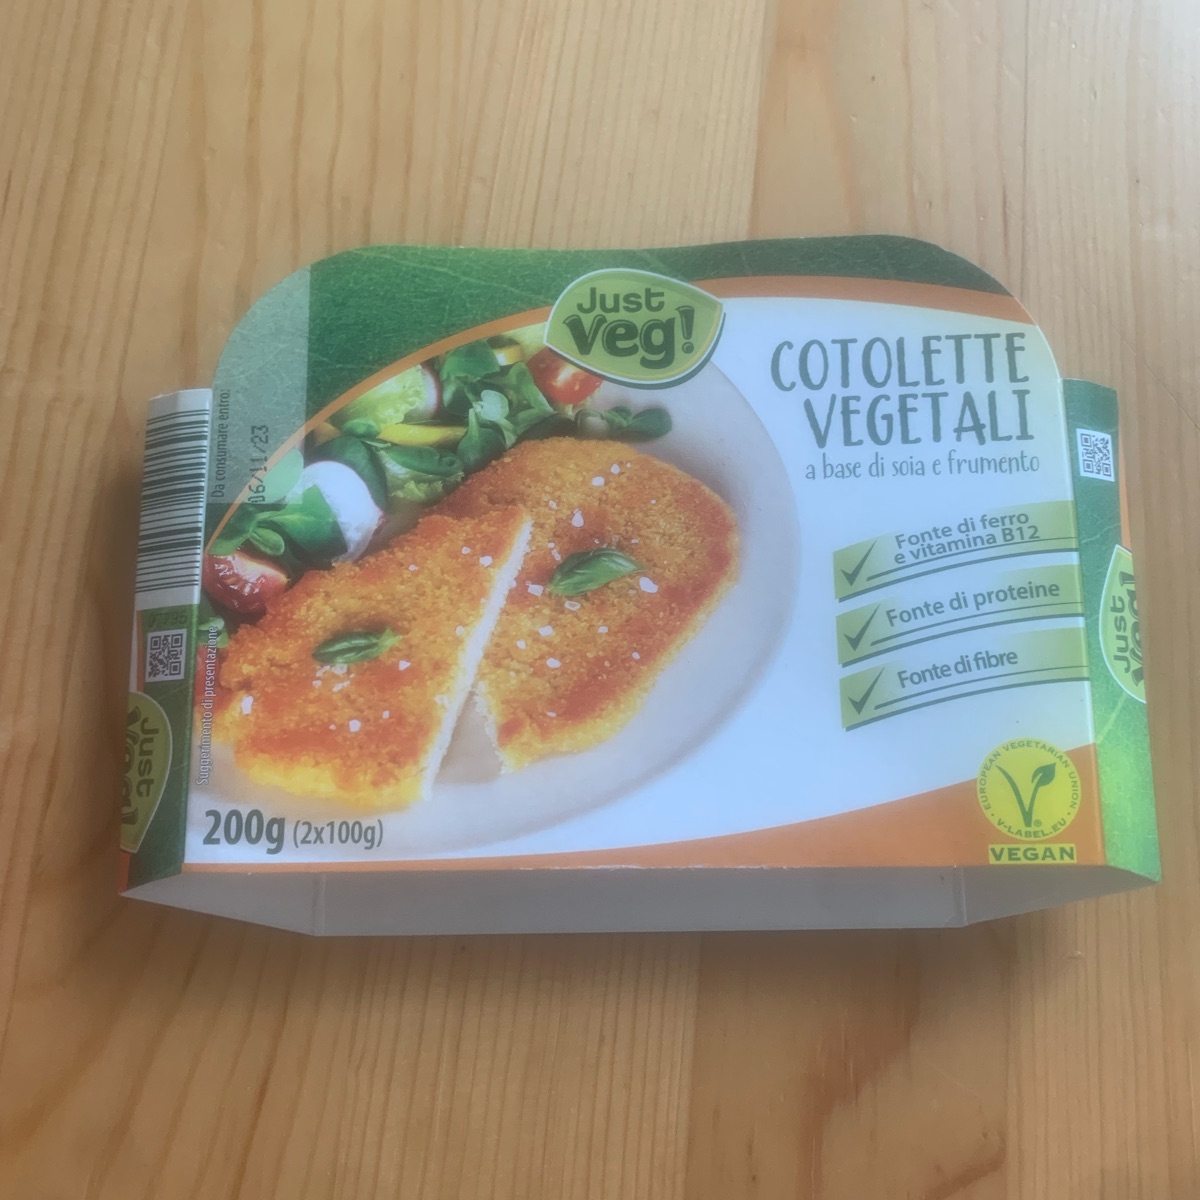 Just
veg!
COTOLETTE
VEGETALI
a base di soia e frumento
Fonte di ferro
e vitamina B12
Fonte di proteine
Fonte di fibre
Da consumare entro:
06/11/23
Suggerimento di presentazione
200g (2x100g)
EUROPEAN VEGETARIAN UNION
V-LABEL.EU
VEGAN
Just
veg!
Just
veg!